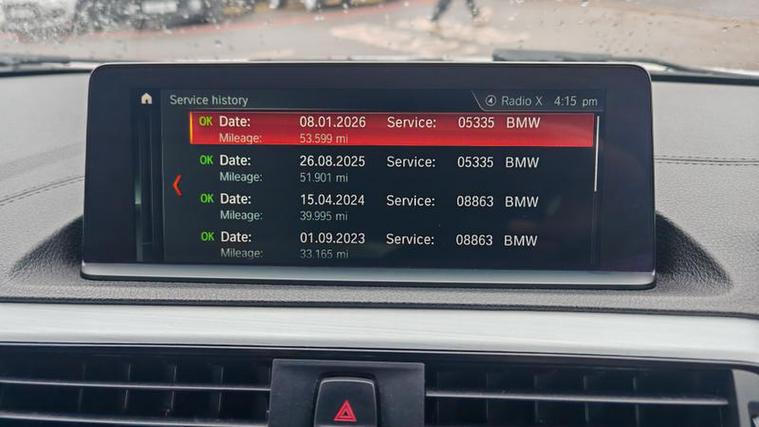 Service history Radio X 4:15 pm
OK Date: 08.01.2026 Service: 05335 BMW
Mileage: 53.599 mi
OK Date: 26.08.2025 Service: 05335 BMW
Mileage: 51.901 mi
OK Date: 15.04.2024 Service: 08863 BMW
Mileage: 39.995 mi
OK Date: 01.09.2023 Service: 08863 BMW
Mileage: 33.165 mi